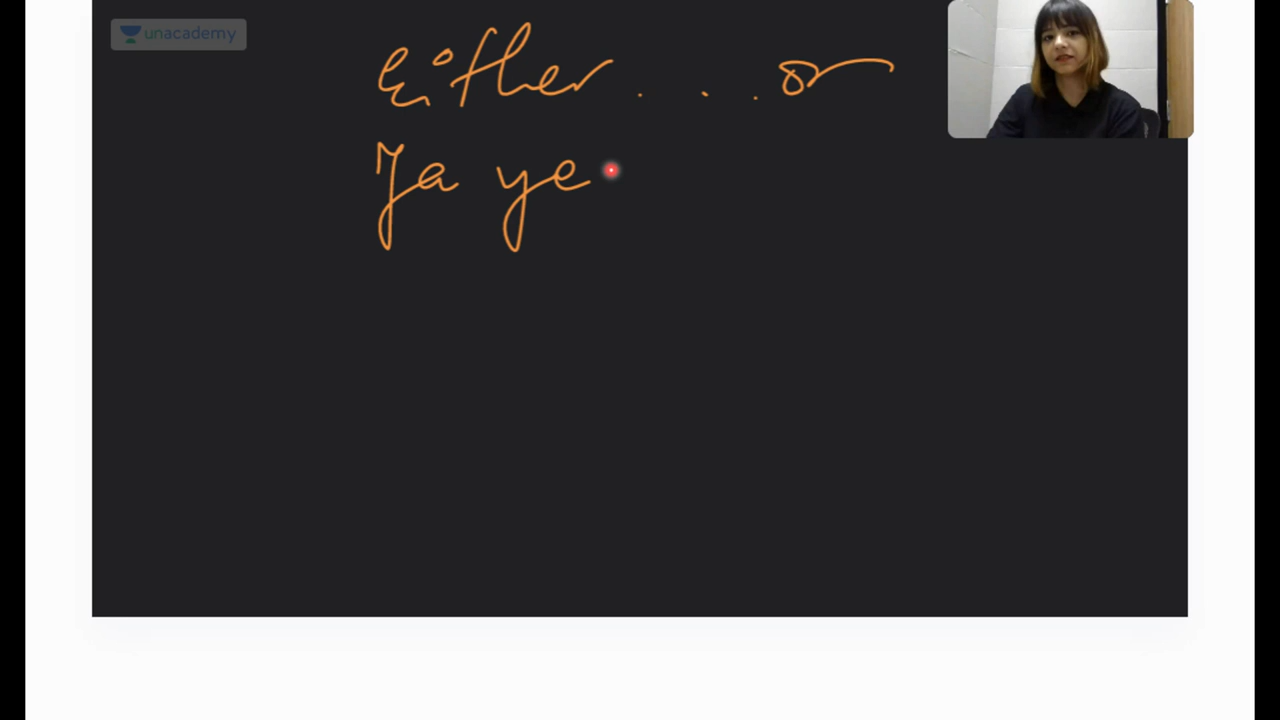 unacademy
Either . . . or
Ja ye